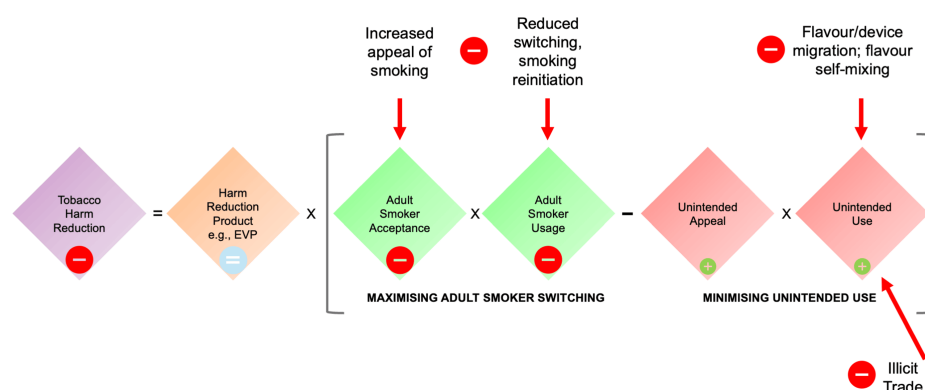 Increased
appeal of
smoking
Reduced
switching,
smoking
reinitiation
Flavour/device
migration; flavour
self-mixing
Tobacco
Harm
Reduction
=
Harm
Reduction
Product
e.g., EVP
X
Adult
Smoker
Acceptance
X
Adult
Smoker
Usage
–
Unintended
Appeal
X
Unintended
Use
MAXIMISING ADULT SMOKER SWITCHING
MINIMISING UNINTENDED USE
Illicit
Trade